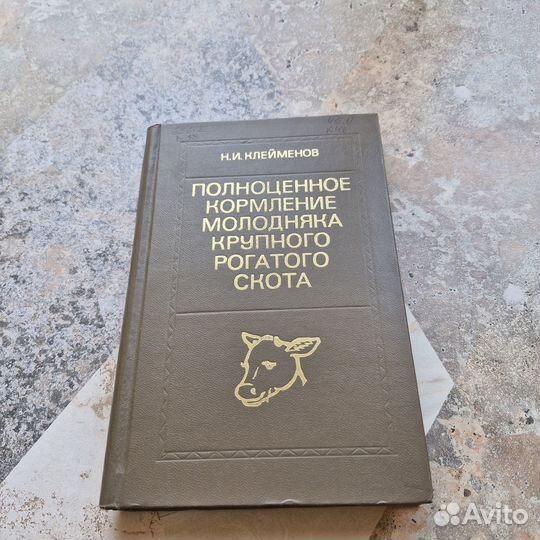 Н.И.КЛЕЙМЕНОВ
ПОЛНОЦЕННОЕ
КОРМЛЕНИЕ
МОЛОДНЯКА
КРУПНОГО
РОГАТОГО
СКОТА
Avito